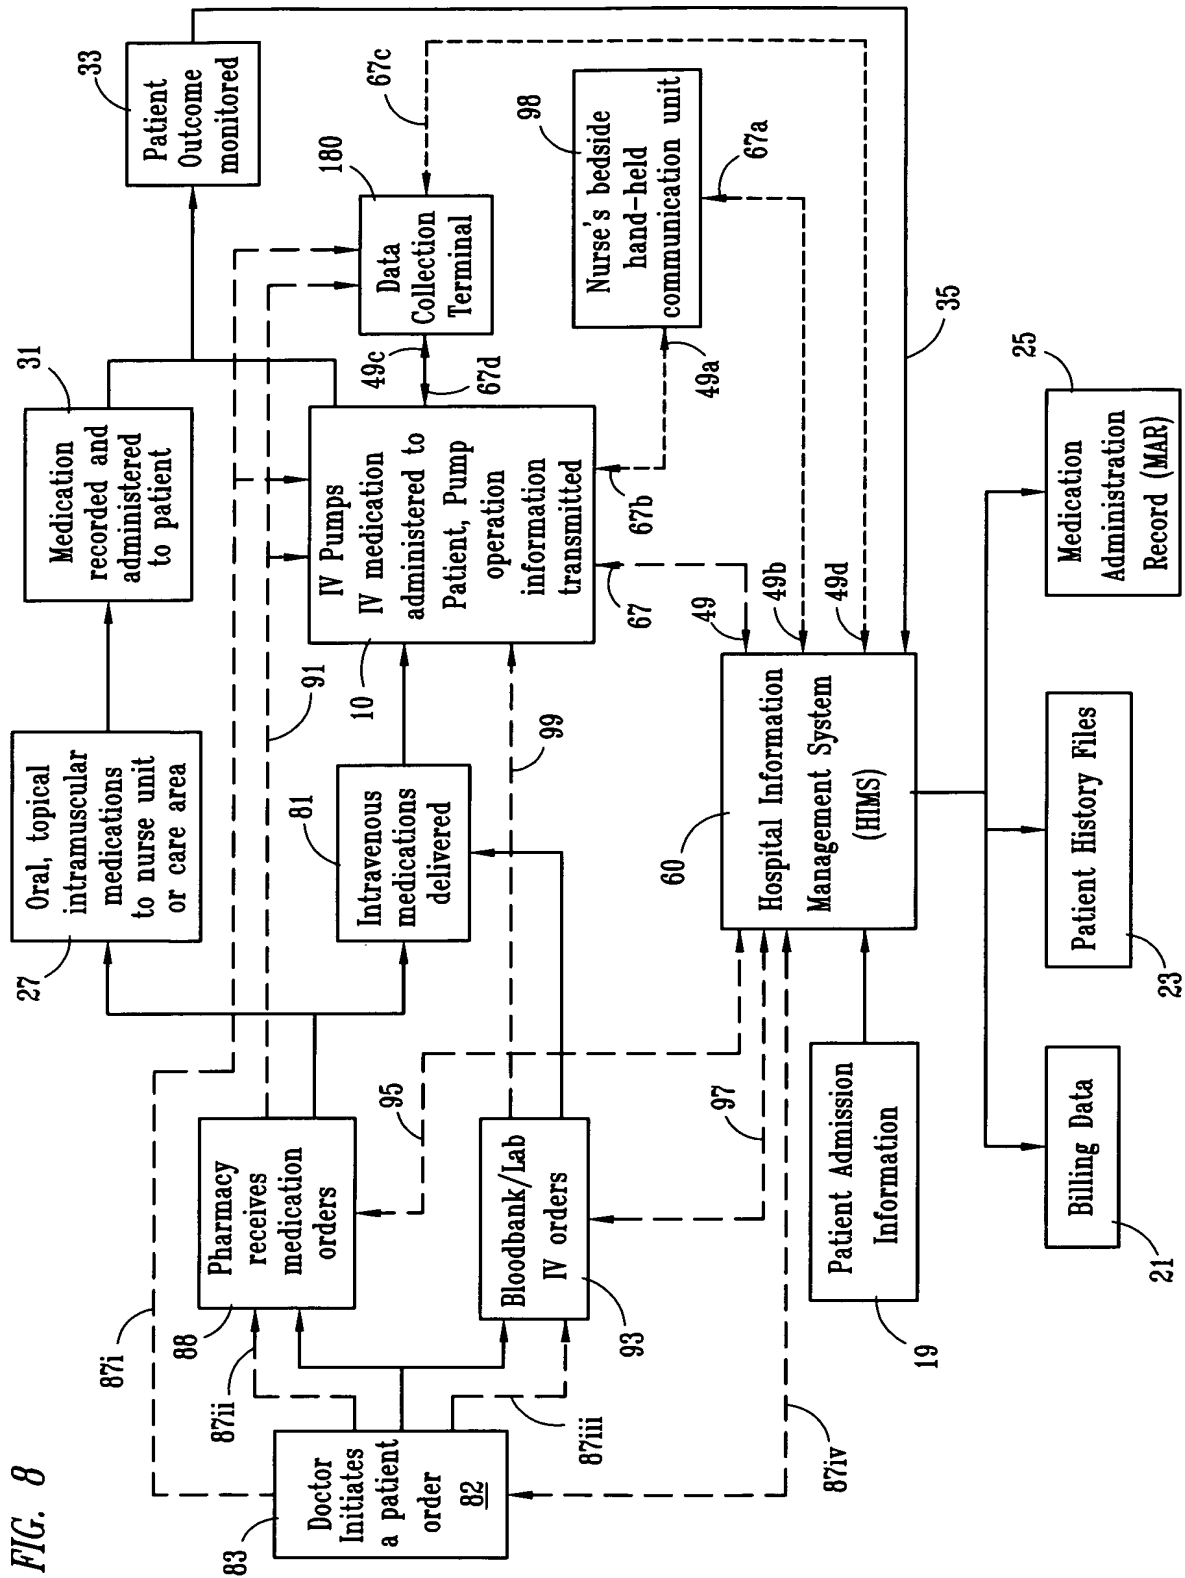 FIG. 8
83
Doctor
Initiates
a patient
order
82
87i
87ii
87iii
87iv
88
Pharmacy
receives
medication
orders
Bloodbank/Lab
IV orders
93
95
97
Patient Admission
Information
19
27
Oral, topical
intramuscular
medications
to nurse unit
or care area
81
Intravenous
medications
delivered
91
99
31
Medication
recorded and
administered
to patient
10
IV Pumps
IV medication
administered to
Patient, Pump
operation
information
transmitted
67
67b
49c
67d
33
Patient
Outcome
monitored
180
Data
Collection
Terminal
67c
98
Nurse's bedside
hand-held
communication unit
67a
49a
49
49b
49d
35
60
Hospital Information
Management System
(HIMS)
Billing Data
21
Patient History Files
23
25
Medication
Administration
Record (MAR)